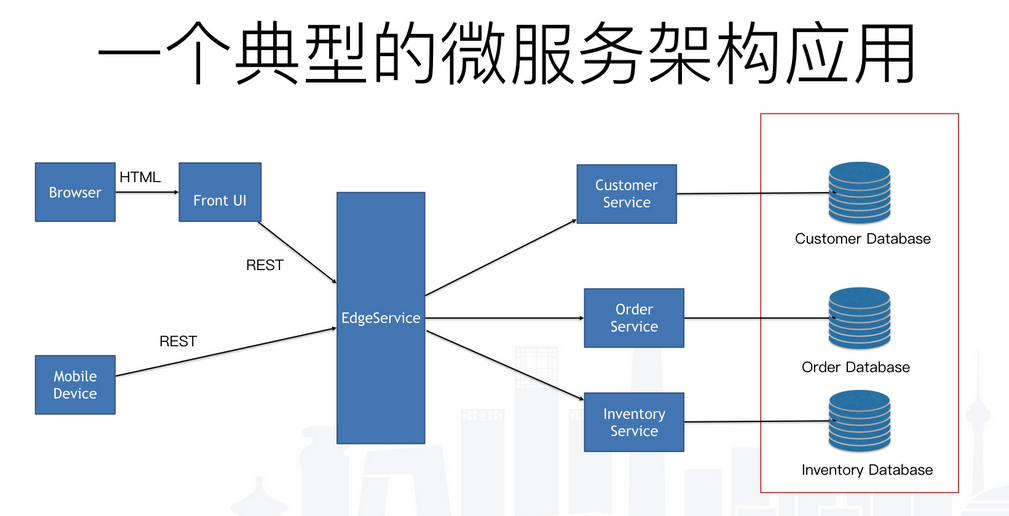 一个典型的微服务架构应用
Browser
HTML
Front UI
REST
REST
Mobile
Device
EdgeService
Customer
Service
Order
Service
Inventory
Service
Customer Database
Order Database
Inventory Database